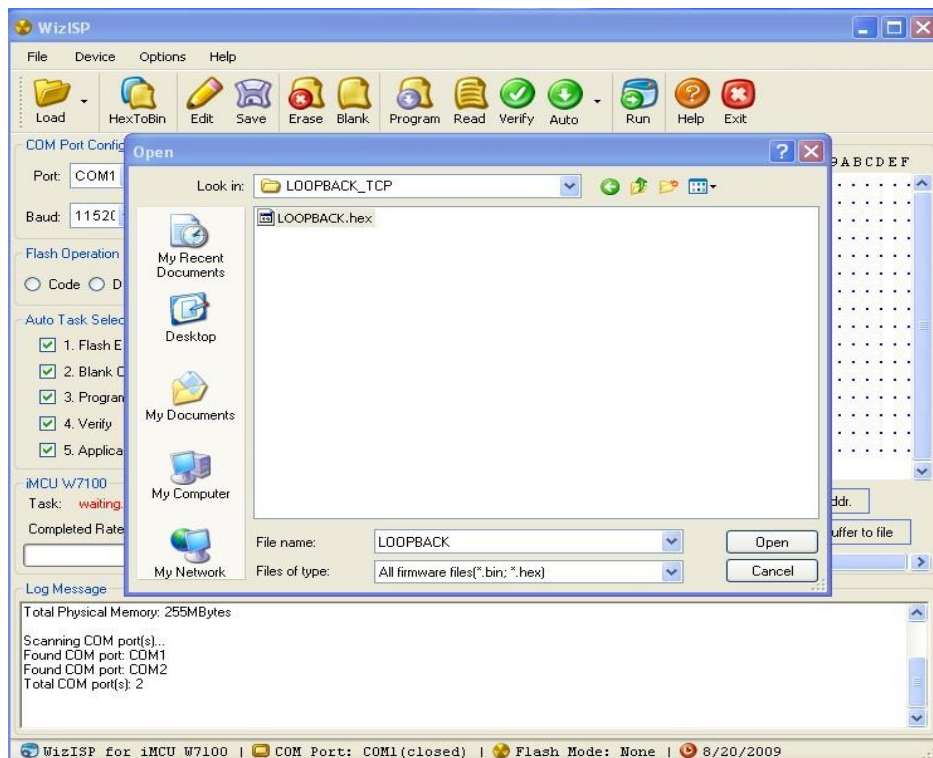 WizISP
File Device Options Help
Load HexToBin Edit Save Erase Blank Program Read Verify Auto Run Help Exit
COM Port Config
Port: COM1
Baud: 11520
Flash Operation
Code D
Auto Task Selec
1. Flash E
2. Blank C
3. Program
4. Verify
5. Applica
iMCU W7100
Task: waiting.
Completed Rate
Open
Look in: LOOPBACK_TCP
LOOPBACK.hex
My Recent
Documents
Desktop
My Documents
My Computer
My Network
File name: LOOPBACK
Open
Files of type: All firmware files(*.bin; *.hex)
Cancel
9ABCDEF
ddr.
uffer to file
Log Message
Total Physical Memory: 255MBytes
Scanning COM port(s)...
Found COM port: COM1
Found COM port: COM2
Total COM port(s): 2
WizISP for iMCU W7100 | COM Port: COM1(closed) | Flash Mode: None | 8/20/2009